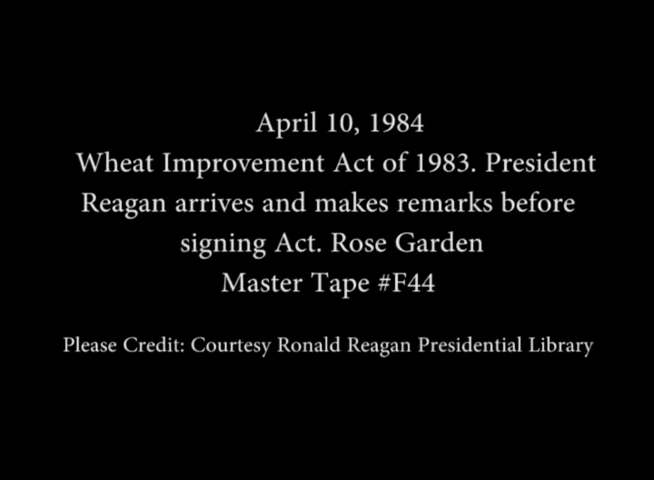 April 10, 1984
Wheat Improvement Act of 1983. President
Reagan arrives and makes remarks before
signing Act. Rose Garden
Master Tape #F44
Please Credit: Courtesy Ronald Reagan Presidential Library